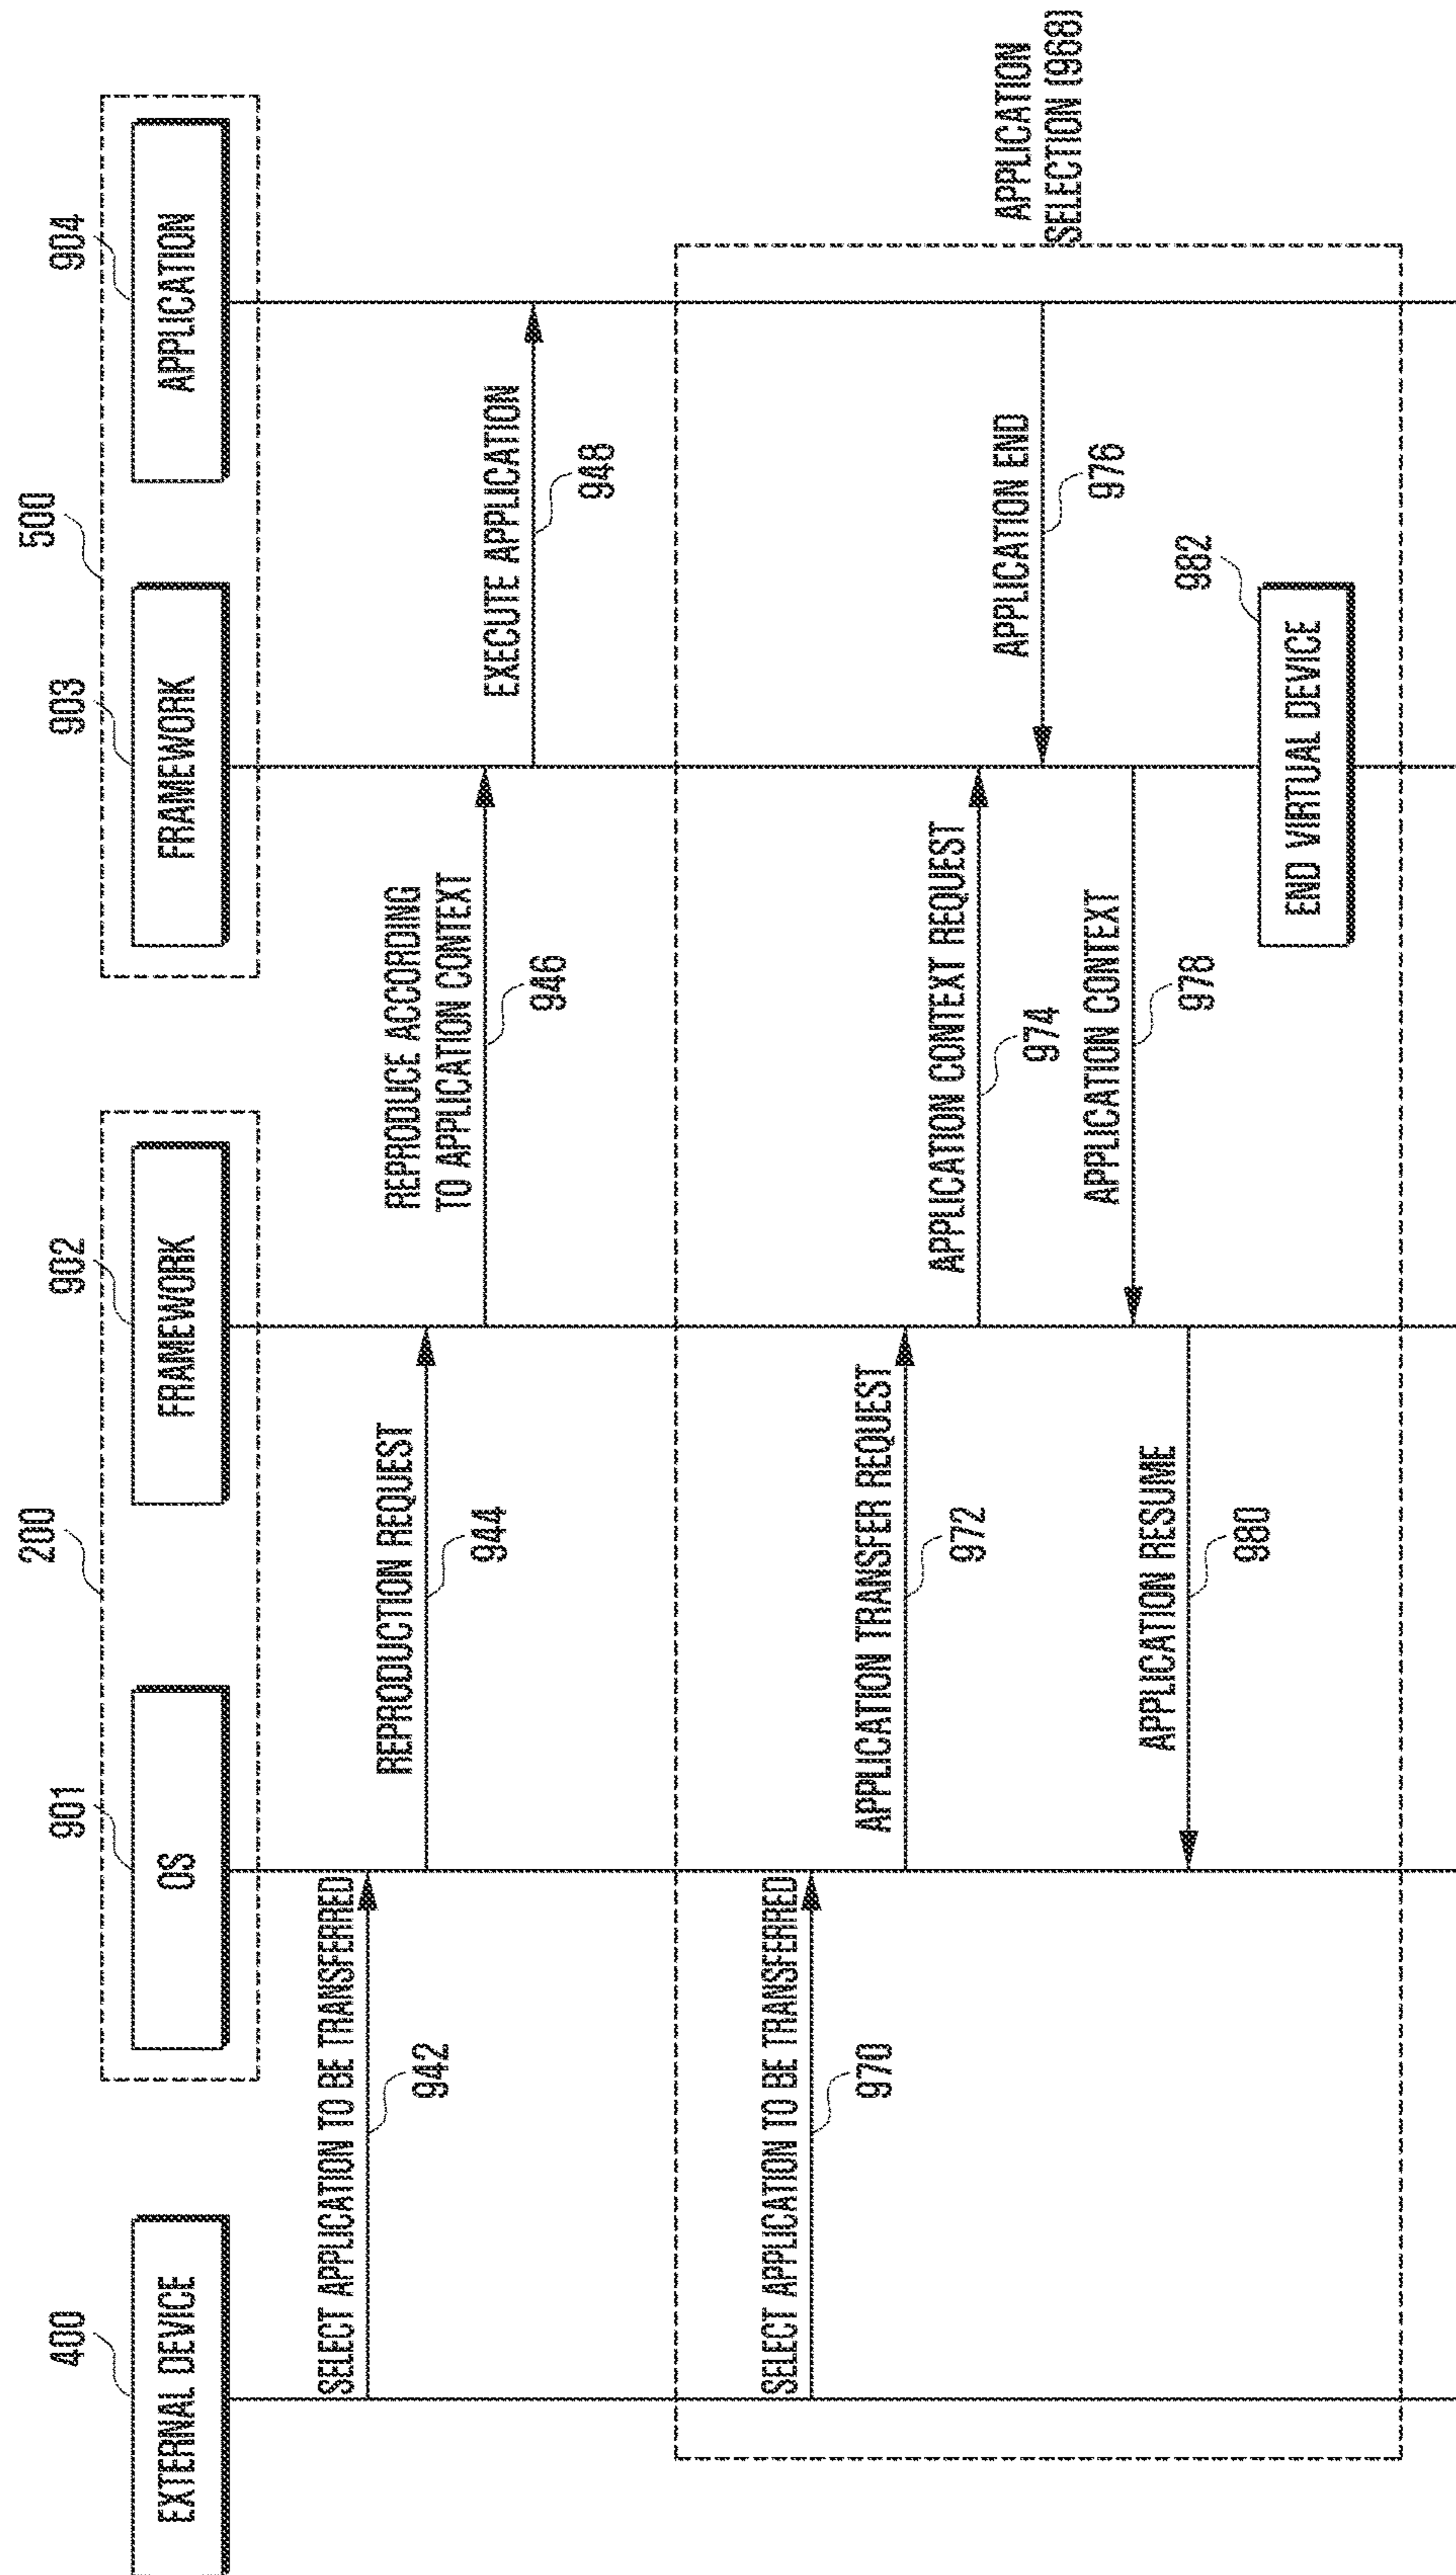 400
EXTERNAL DEVICE
200
901
OS
902
FRAMEWORK
500
903
FRAMEWORK
904
APPLICATION
SELECT APPLICATION TO BE TRANSFERRED
942
REPRODUCTION REQUEST
944
REPRODUCE ACCORDING
TO APPLICATION CONTEXT
946
EXECUTE APPLICATION
948
APPLICATION
SELECTION (968)
SELECT APPLICATION TO BE TRANSFERRED
970
APPLICATION TRANSFER REQUEST
972
APPLICATION CONTEXT REQUEST
974
APPLICATION END
976
APPLICATION CONTEXT
978
APPLICATION RESUME
980
982
END VIRTUAL DEVICE